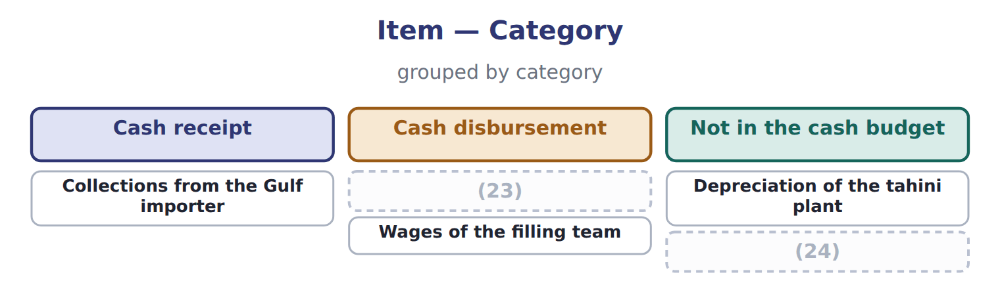 Item — Category
grouped by category
Cash receipt
Collections from the Gulf
importer
Cash disbursement
(23)
Wages of the filling team
Not in the cash budget
Depreciation of the tahini
plant
(24)